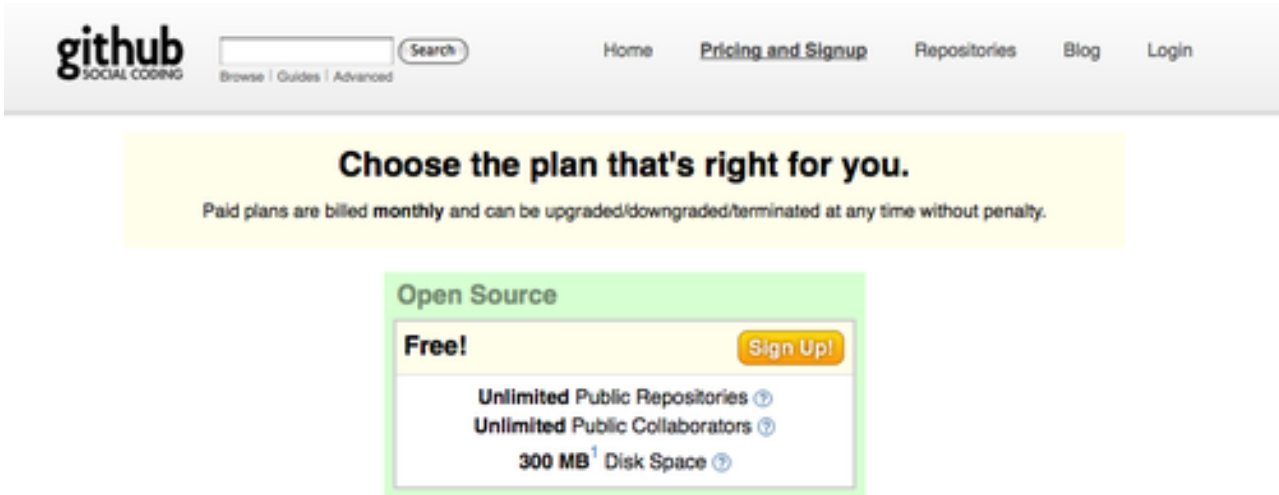 github
SOCIAL CODING
Search
Home Pricing and Signup Repositories Blog Login
Browse | Guides | Advanced
Choose the plan that's right for you.
Paid plans are billed monthly and can be upgraded/downgraded/terminated at any time without penalty.
Open Source
Free! Sign Up!
Unlimited Public Repositories ?
Unlimited Public Collaborators ?
300 MB1 Disk Space ?